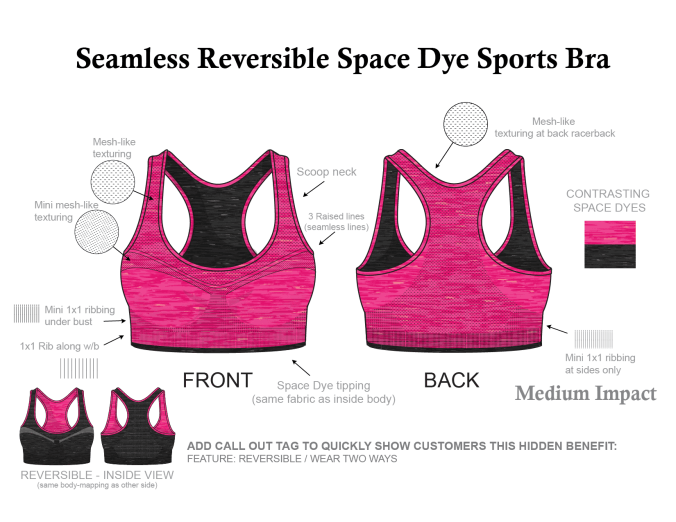 Seamless Reversible Space Dye Sports Bra
Mesh-like
texturing at back racerback
Mesh-like
texturing
Scoop neck
CONTRASTING
SPACE DYES
Mini mesh-like
texturing
3 Raised lines
(seamless lines)
Mini 1x1 ribbing
under bust
1x1 Rib along w/b
Mini 1x1 ribbing
at sides only
FRONT
Space Dye tipping
(same fabric as inside body)
BACK
Medium Impact
ADD CALL OUT TAG TO QUICKLY SHOW CUSTOMERS THIS HIDDEN BENEFIT:
FEATURE: REVERSIBLE / WEAR TWO WAYS
REVERSIBLE - INSIDE VIEW
(same body-mapping as other side)